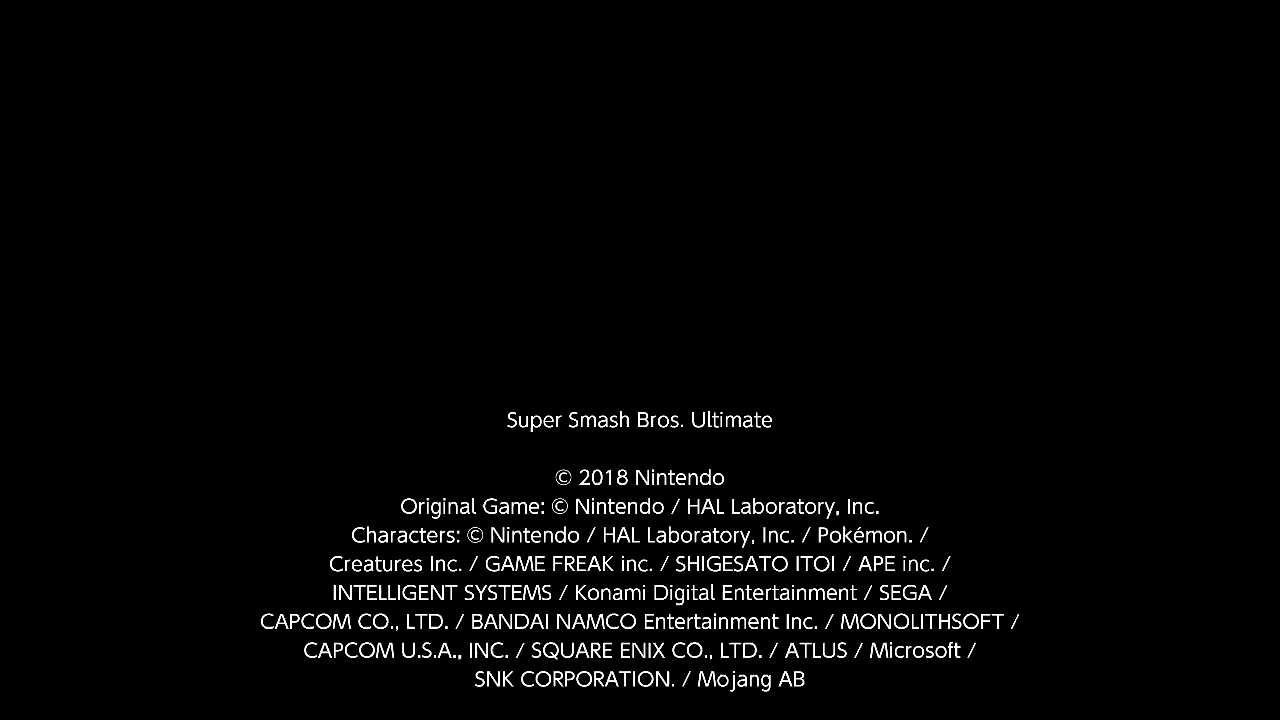 Super Smash Bros. Ultimate
© 2018 Nintendo
Original Game: © Nintendo / HAL Laboratory, Inc.
Characters: © Nintendo / HAL Laboratory, Inc. / Pokémon. /
Creatures Inc. / GAME FREAK inc. / SHIGESATO ITOI / APE inc. /
INTELLIGENT SYSTEMS / Konami Digital Entertainment / SEGA /
CAPCOM CO., LTD. / BANDAI NAMCO Entertainment Inc. / MONOLITHSOFT /
CAPCOM U.S.A., INC. / SQUARE ENIX CO., LTD. / ATLUS / Microsoft /
SNK CORPORATION. / Mojang AB